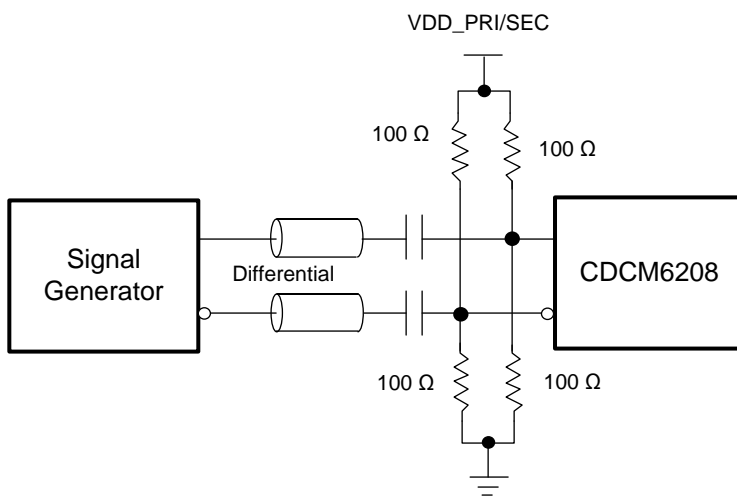 VDD_PRI/SEC
100 Ω
100 Ω
Signal
Generator
Differential
CDCM6208
100 Ω
100 Ω